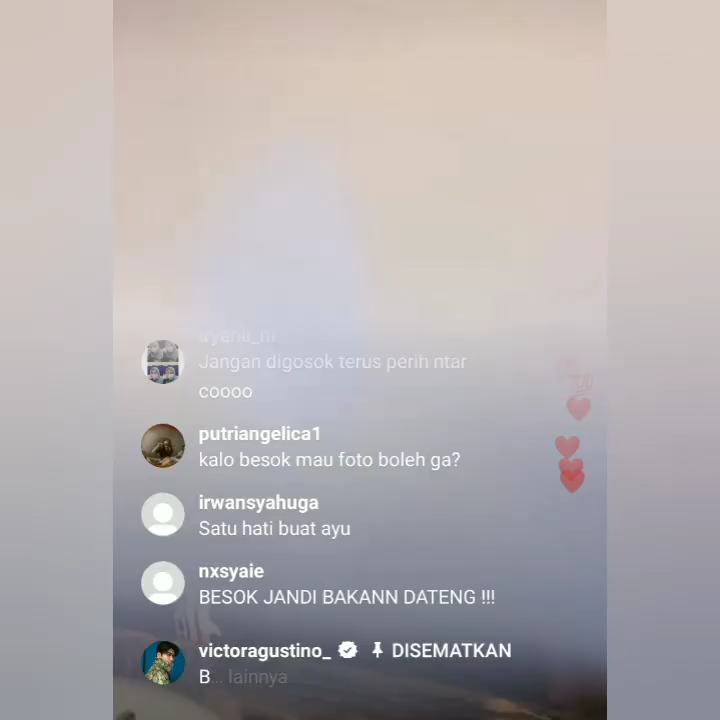 Jangan digosok terus perih ntar
coooo
putriangelica1
kalo besok mau foto boleh ga?
irwansyahuga
Satu hati buat ayu
nxsyaie
BESOK JANDI BAKANN DATENG !!!
victoragustino_ DISEMATKAN
B... lainnya